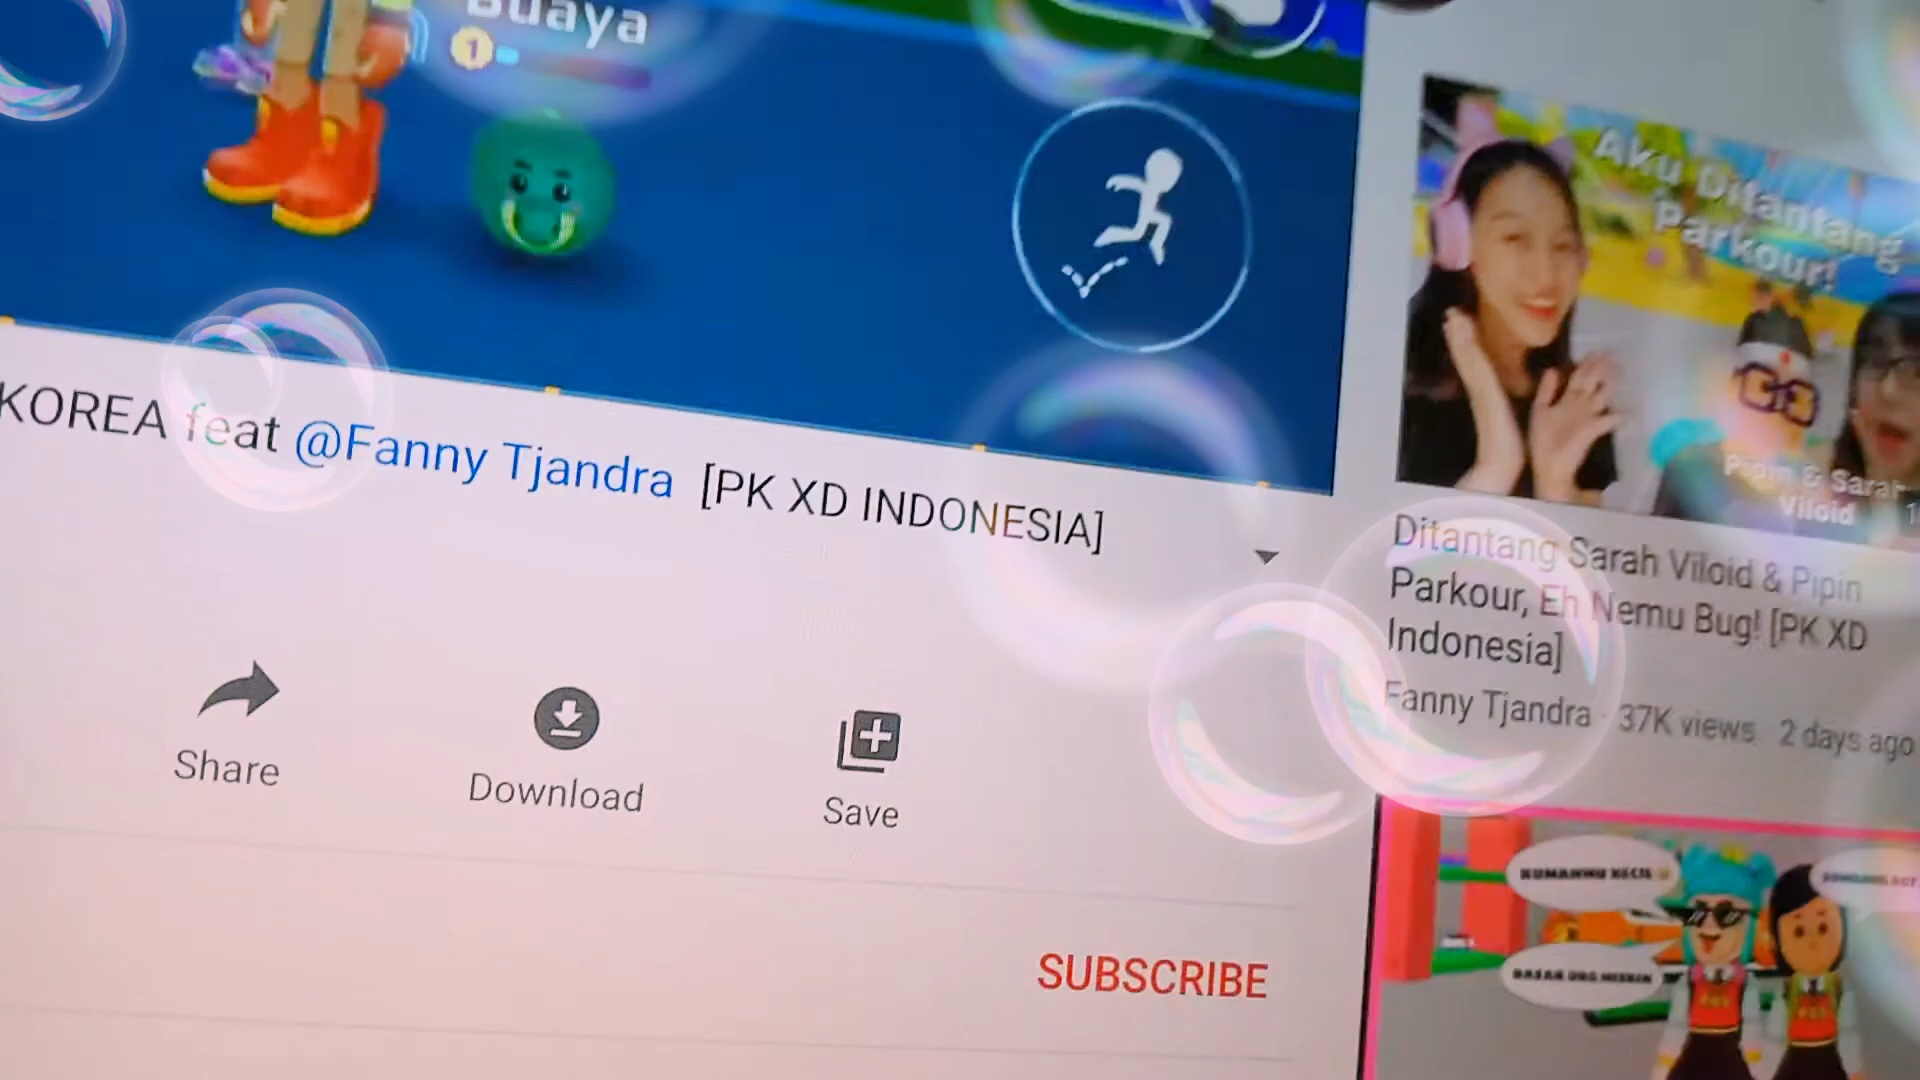 Buaya
1
KOREA feat @Fanny Tjandra [PK XD INDONESIA]
Share
Download
Save
SUBSCRIBE
Aku Ditantang
Parkour!
Pipin & Sarah
Viloid
Ditantang Sarah Viloid & Pipin
Parkour, Eh Nemu Bug! [PK XD
Indonesia]
Fanny Tjandra · 37K views · 2 days ago